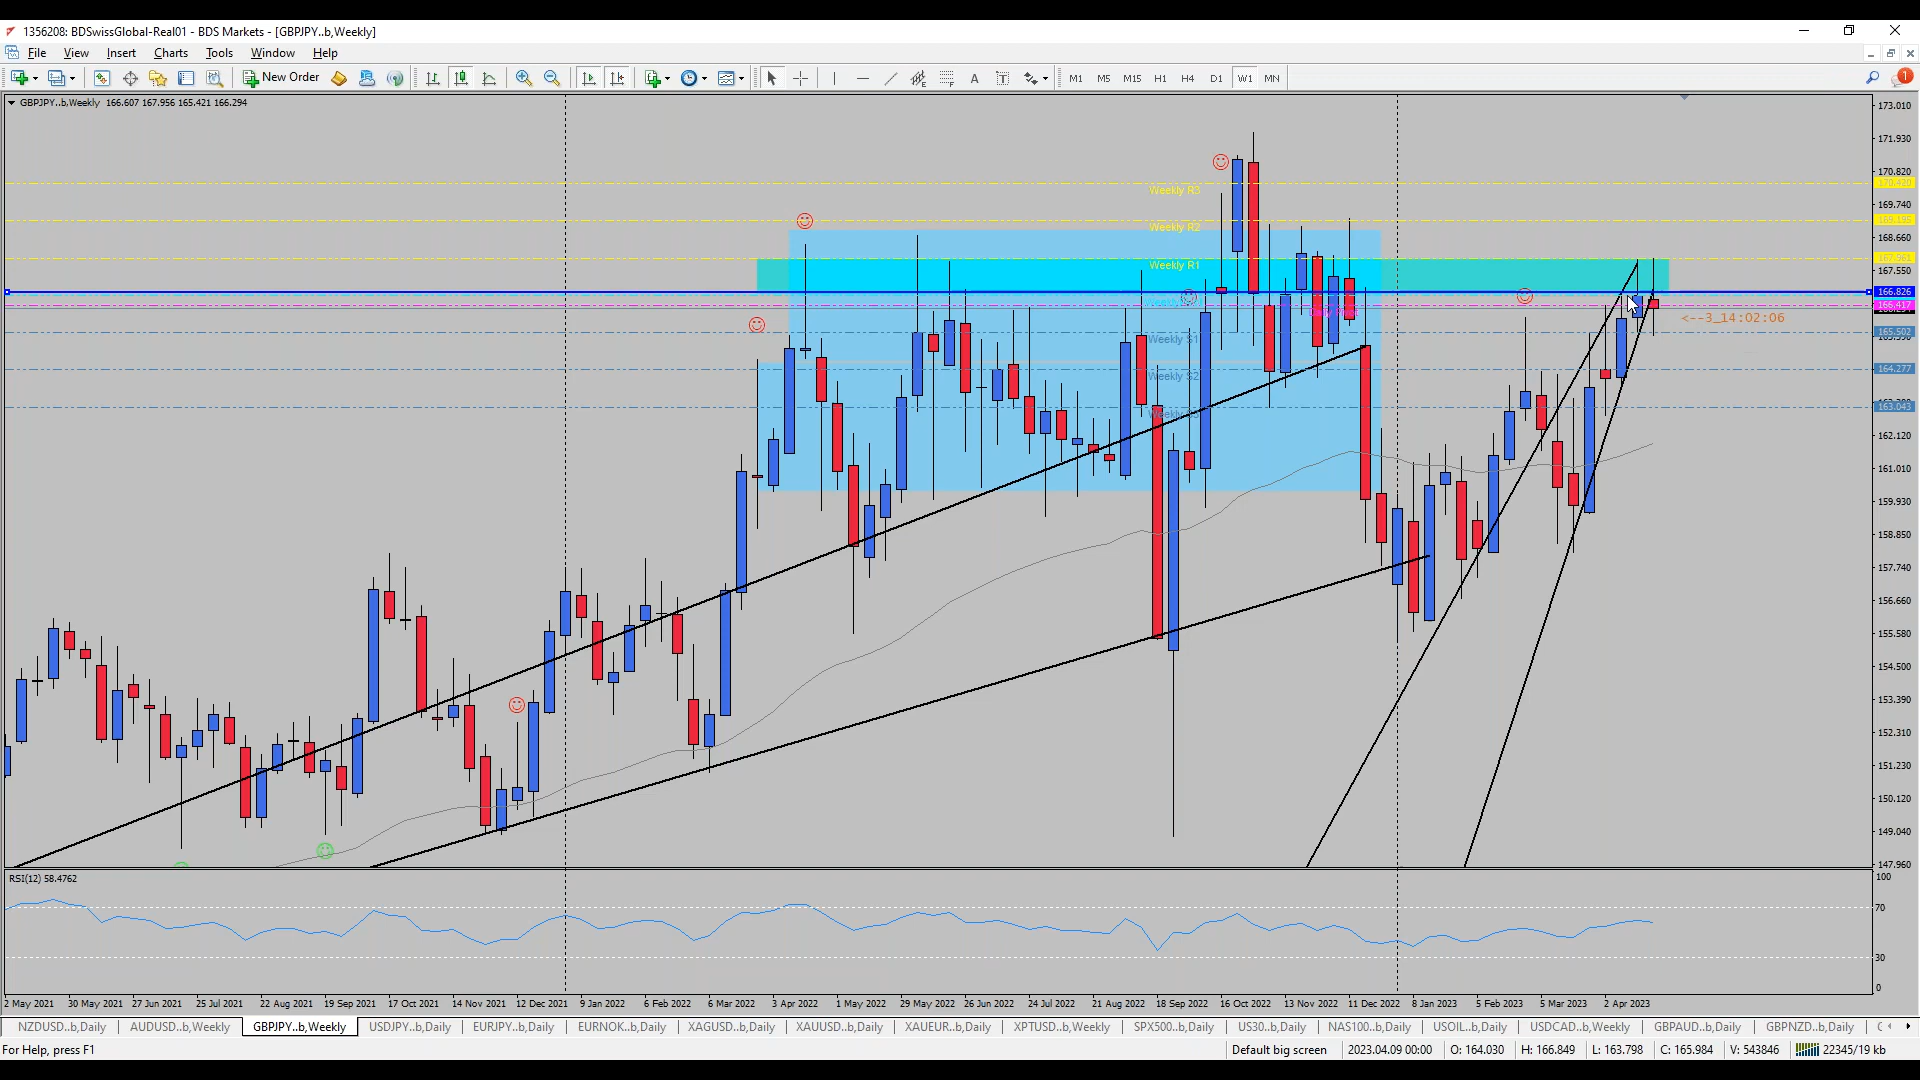 1356208: BDSwissGlobal-Real01 - BDS Markets - [GBPJPY..b,Weekly]
File View Insert Charts Tools Window Help
New Order M1 M5 M15 H1 H4 D1 W1 MN 1
GBPJPY..b,Weekly 166.607 167.956 165.421 166.294
173.010
171.930
170.820
Weekly R3
169.740
169.195
Weekly R2
168.660
Weekly R1
167.961
167.550
166.826
166.417
<--3_14:02:06
165.502
Weekly S1
164.277
Weekly S2
163.043
162.120
161.010
159.930
158.850
157.740
156.660
155.580
154.500
153.390
152.310
151.230
150.120
149.040
147.960
RSI(12) 58.4762
100
70
30
0
2 May 2021 30 May 2021 27 Jun 2021 25 Jul 2021 22 Aug 2021 19 Sep 2021 17 Oct 2021 14 Nov 2021 12 Dec 2021 9 Jan 2022 6 Feb 2022 6 Mar 2022 3 Apr 2022 1 May 2022 29 May 2022 26 Jun 2022 24 Jul 2022 21 Aug 2022 18 Sep 2022 16 Oct 2022 13 Nov 2022 11 Dec 2022 8 Jan 2023 5 Feb 2023 5 Mar 2023 2 Apr 2023
NZDUSD..b,Daily AUDUSD..b,Weekly GBPJPY..b,Weekly USDJPY..b,Daily EURJPY..b,Daily EURNOK..b,Daily XAGUSD..b,Daily XAUUSD..b,Daily XAUEUR..b,Daily XPTUSD..b,Weekly SPX500..b,Daily US30..b,Daily NAS100..b,Daily USOIL..b,Daily USDCAD..b,Weekly GBPAUD..b,Daily GBPNZD..b,Daily
For Help, press F1 Default big screen 2023.04.09 00:00 O: 164.030 H: 166.849 L: 163.798 C: 165.984 V: 543846 22345/19 kb